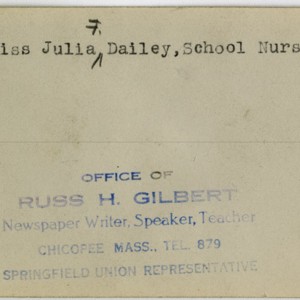 iss Julia F. Dailey, School Nurs
OFFICE OF
RUSS H. GILBERT
Newspaper Writer, Speaker, Teacher
CHICOPEE MASS., TEL. 879
SPRINGFIELD UNION REPRESENTATIVE